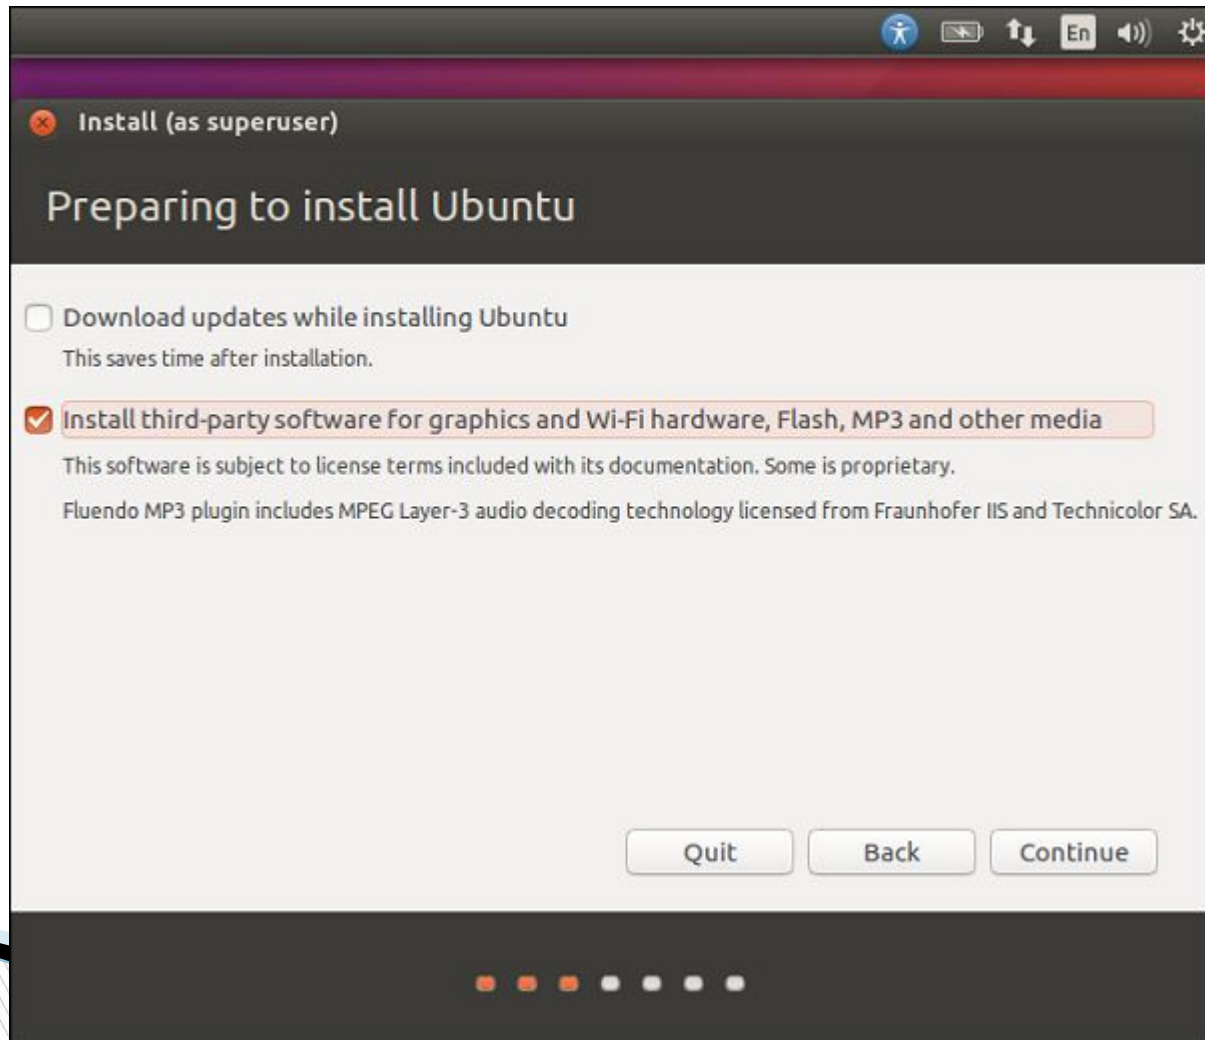 En
Install (as superuser)
Preparing to install Ubuntu
Download updates while installing Ubuntu
This saves time after installation.
Install third-party software for graphics and Wi-Fi hardware, Flash, MP3 and other media
This software is subject to license terms included with its documentation. Some is proprietary.
Fluendo MP3 plugin includes MPEG Layer-3 audio decoding technology licensed from Fraunhofer IIS and Technicolor SA.
Quit Back Continue